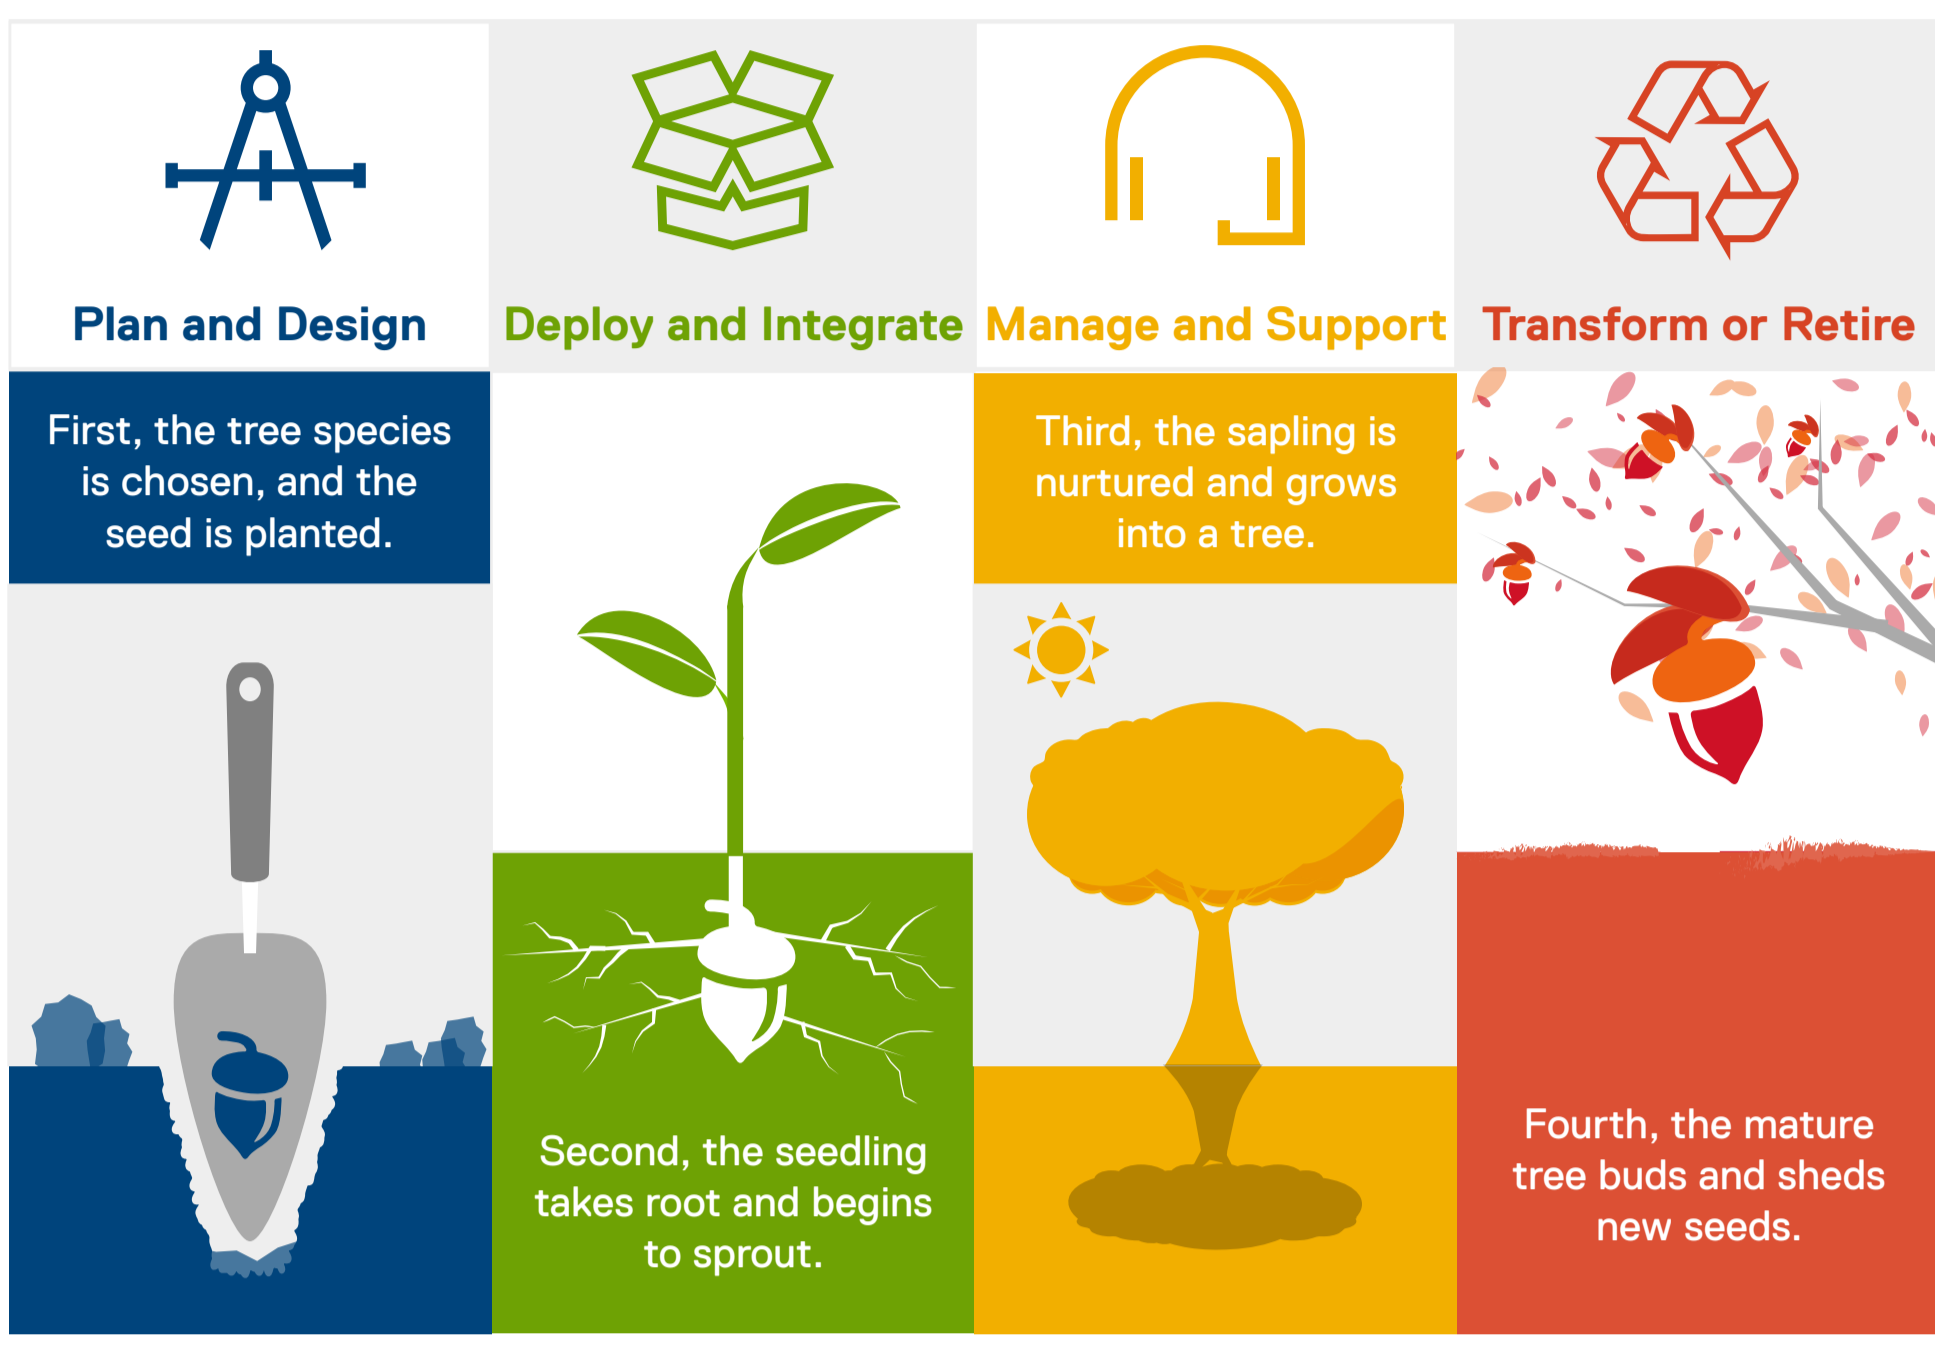 Plan and Design
Deploy and Integrate
Manage and Support
Transform or Retire
First, the tree species
is chosen, and the
seed is planted.
Second, the seedling
takes root and begins
to sprout.
Third, the sapling is
nurtured and grows
into a tree.
Fourth, the mature
tree buds and sheds
new seeds.